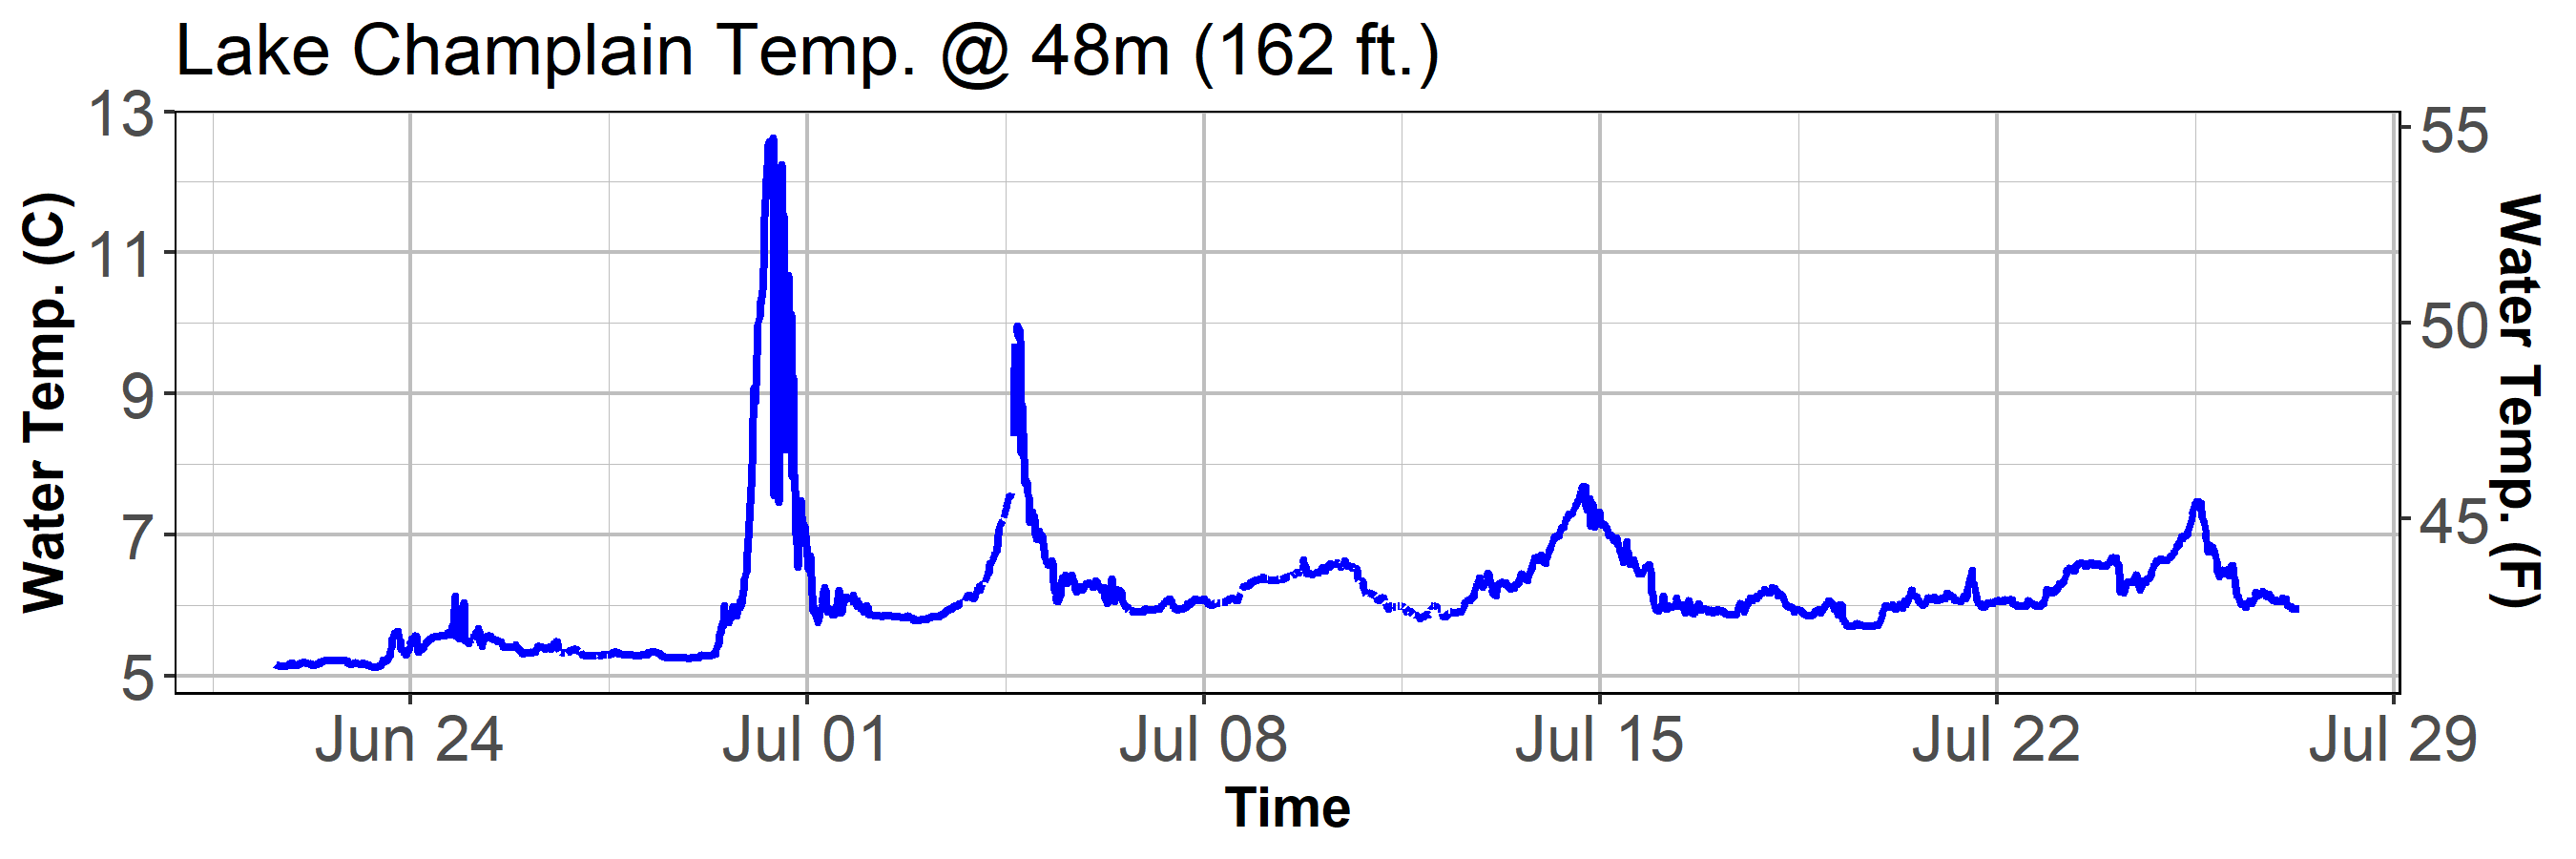 Lake Champlain Temp. @ 48m (162 ft.)
Water Temp. (C)
13
11
9
7
5
55
50
45
Water Temp. (F)
Jun 24 Jul 01 Jul 08 Jul 15 Jul 22 Jul 29
Time